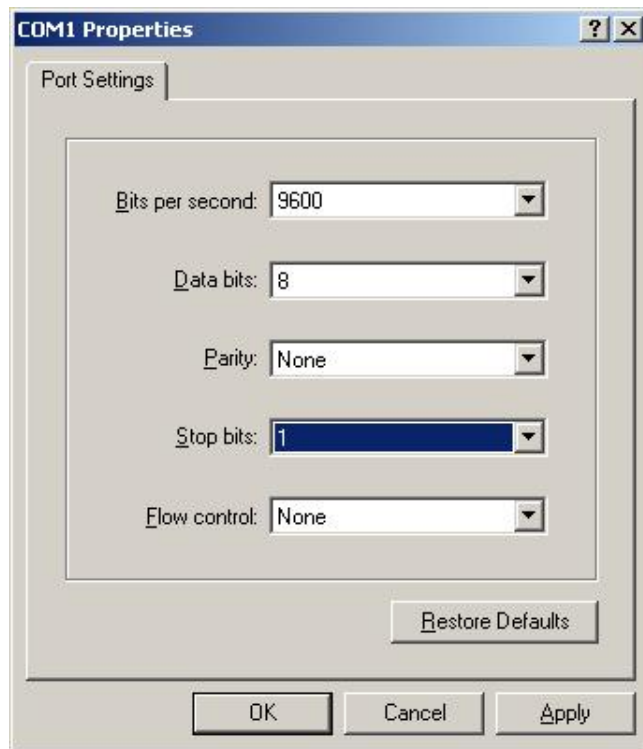 COM1 Properties
Port Settings
Bits per second: 9600
Data bits: 8
Parity: None
Stop bits: 1
Flow control: None
Restore Defaults
OK Cancel Apply